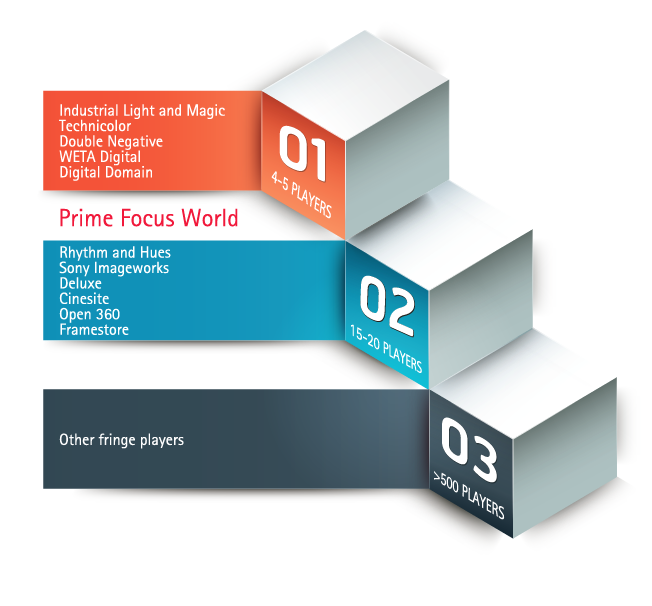 Industrial Light and Magic
Technicolor
Double Negative
WETA Digital
Digital Domain
01
4-5 PLAYERS
Prime Focus World
Rhythm and Hues
Sony Imageworks
Deluxe
Cinesite
Open 360
Framestore
02
15-20 PLAYERS
Other fringe players
03
>500 PLAYERS